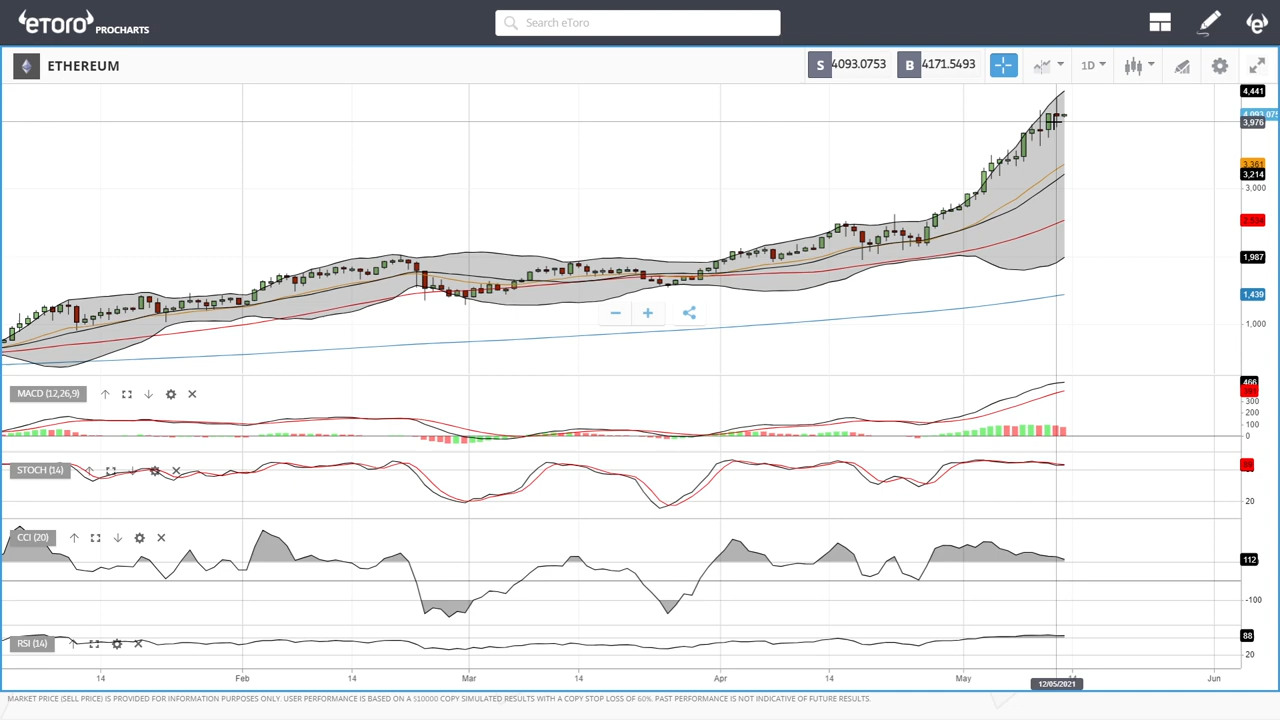 eToro PROCHARTS
Search eToro
ETHEREUM
S 4093.0753 B 4171.5493 1D
4,441
3,976
3,361
3,214
3,000
1,987
1,439
1,000
MACD (12,26,9)
466
300
200
100
0
STOCH (14)
20
CCI (20)
112
-100
RSI (14)
88
20
14 Feb 14 Mar 14 Apr 14 May 14 Jun
12/05/2021
MARKET PRICE (SELL PRICE) IS PROVIDED FOR INFORMATION PURPOSES ONLY. USER PERFORMANCE IS BASED ON A $10000 COPY SIMULATED RESULTS WITH A COPY STOP LOSS OF 60%. PAST PERFORMANCE IS NOT INDICATIVE OF FUTURE RESULTS.